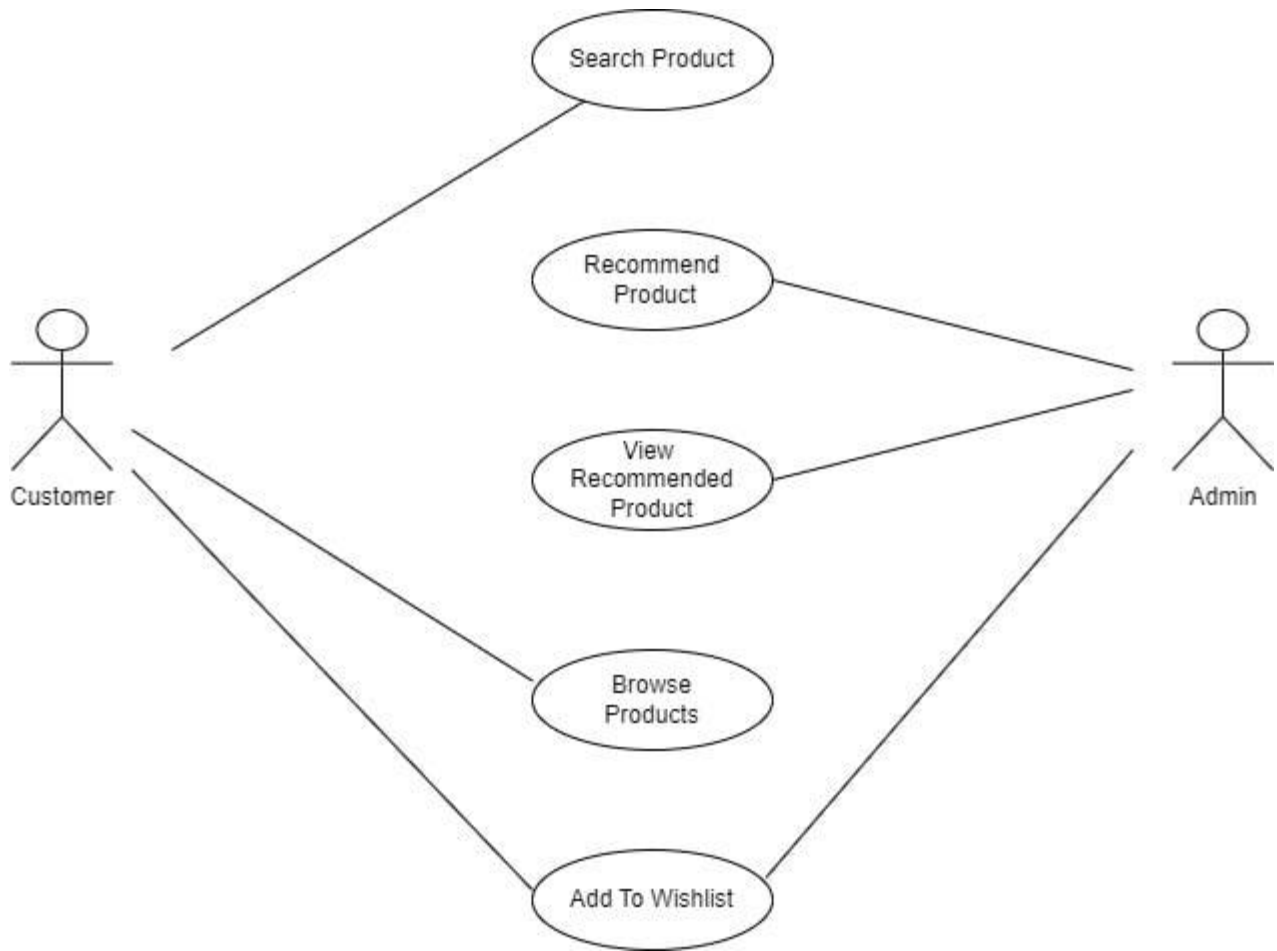 Search Product
Recommend
Product
View
Recommended
Product
Customer
Admin
Browse
Products
Add To Wishlist